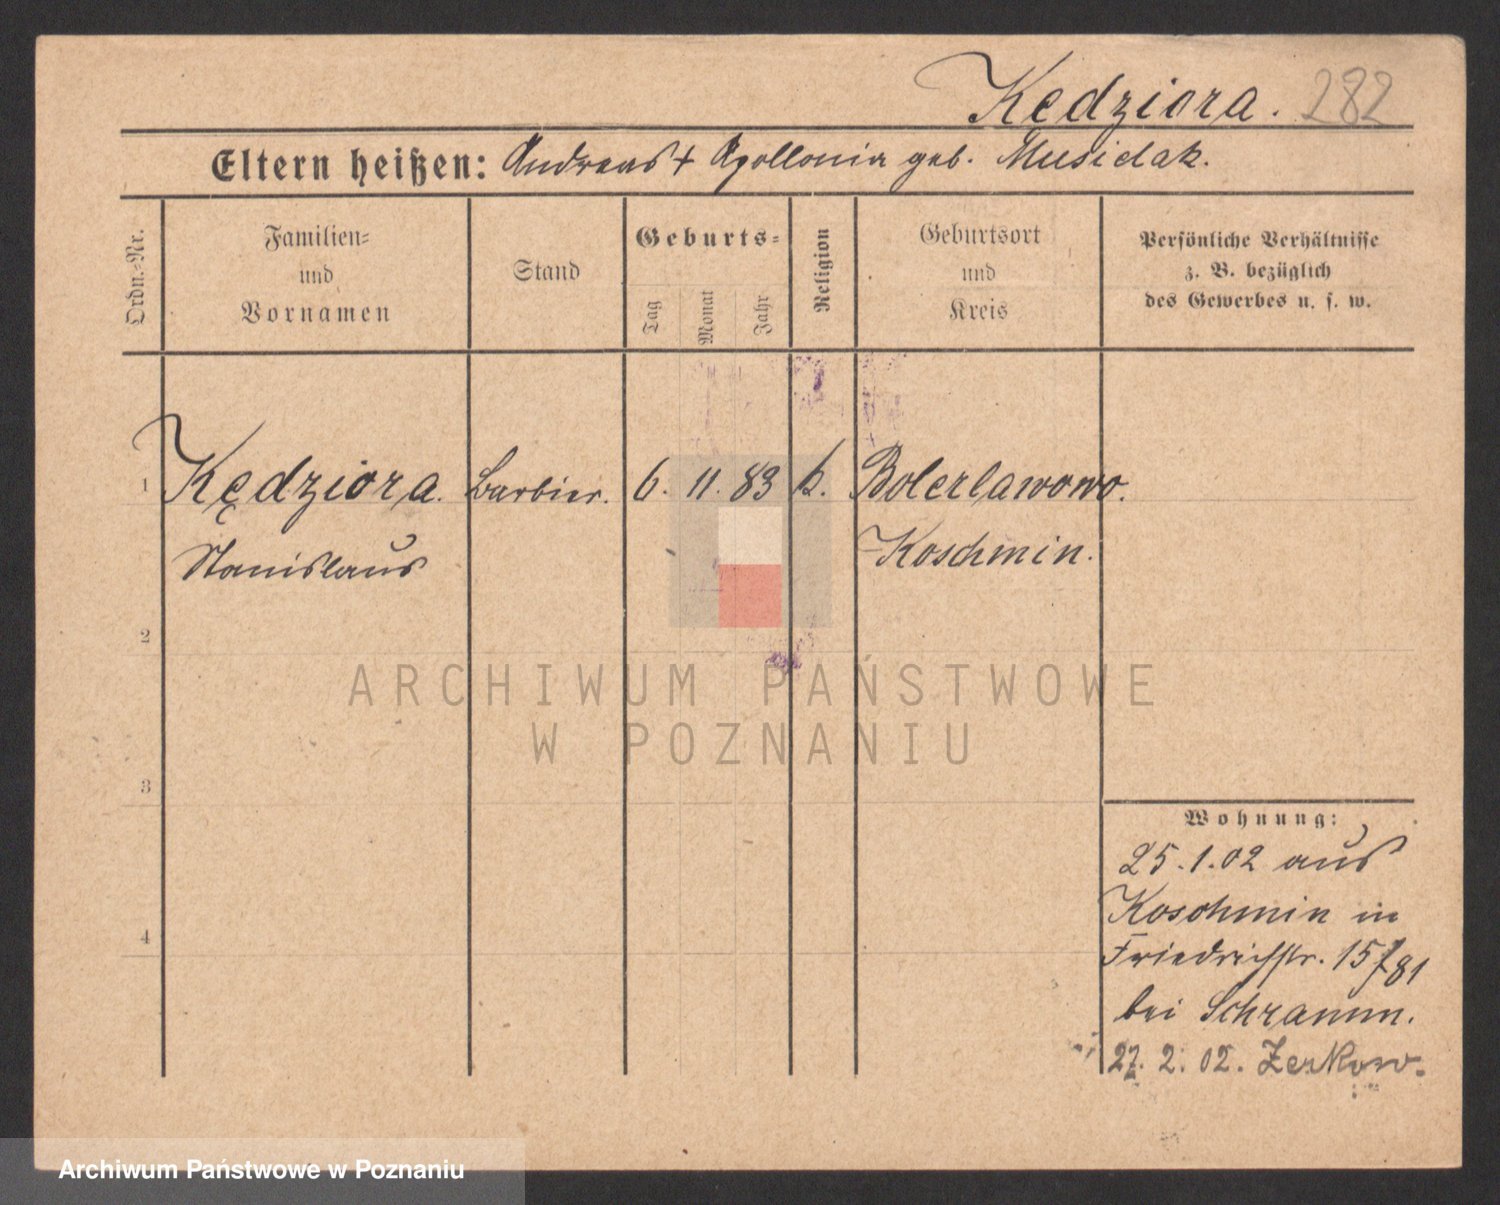 Kędziora. 282
Eltern heißen: Andreas + Apollonia geb. Musidak.
Ordn.-Nr.
Familien-
und
Vornamen
Stand
Geburts-
Tag
Monat
Jahr
Religion
Geburtsort
und
Kreis
Persönliche Verhältnisse
z. B. bezüglich
des Gewerbes u. s. w.
1 Kędziora. Barbier. 6. 11. 83 k. Boleslawowo.
Stanislaus Koschmin.
2
ARCHIWUM PAŃSTWOWE
W POZNANIU
3
Wohnung:
25.1.02 aus
Koschmin in
4
Friedrichstr. 15 f 81
bei Schramm.
27. 2. 02. Zerkow.
Archiwum Państwowe w Poznaniu